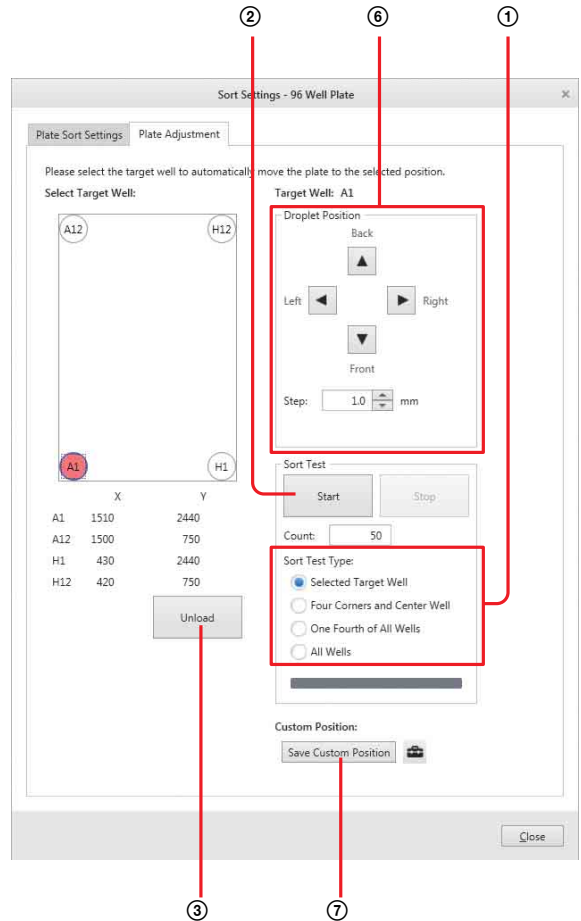 ② ⑥ ①
Sort Settings - 96 Well Plate ×
Plate Sort Settings Plate Adjustment
Please select the target well to automatically move the plate to the selected position.
Select Target Well: Target Well: A1
A12 H12
A1 H1
X Y
A1 1510 2440
A12 1500 750
H1 430 2440
H12 420 750
Unload
Droplet Position
Back
Left Right
Front
Step: 1.0 mm
Sort Test
Start Stop
Count: 50
Sort Test Type:
Selected Target Well
Four Corners and Center Well
One Fourth of All Wells
All Wells
Custom Position:
Save Custom Position
Close
③ ⑦